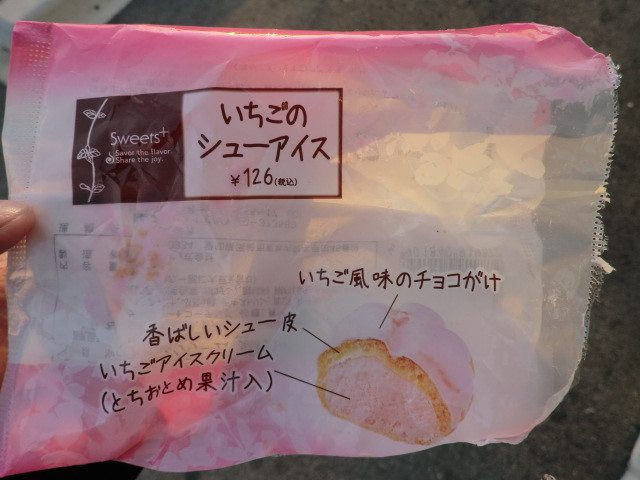 いちごの
シューアイス
¥126(税込)
Sweets+
Savor the flavor.
Share the joy.
いちご風味のチョコがけ
香ばしいシュー皮
いちごアイスクリーム
(とちおとめ果汁入)